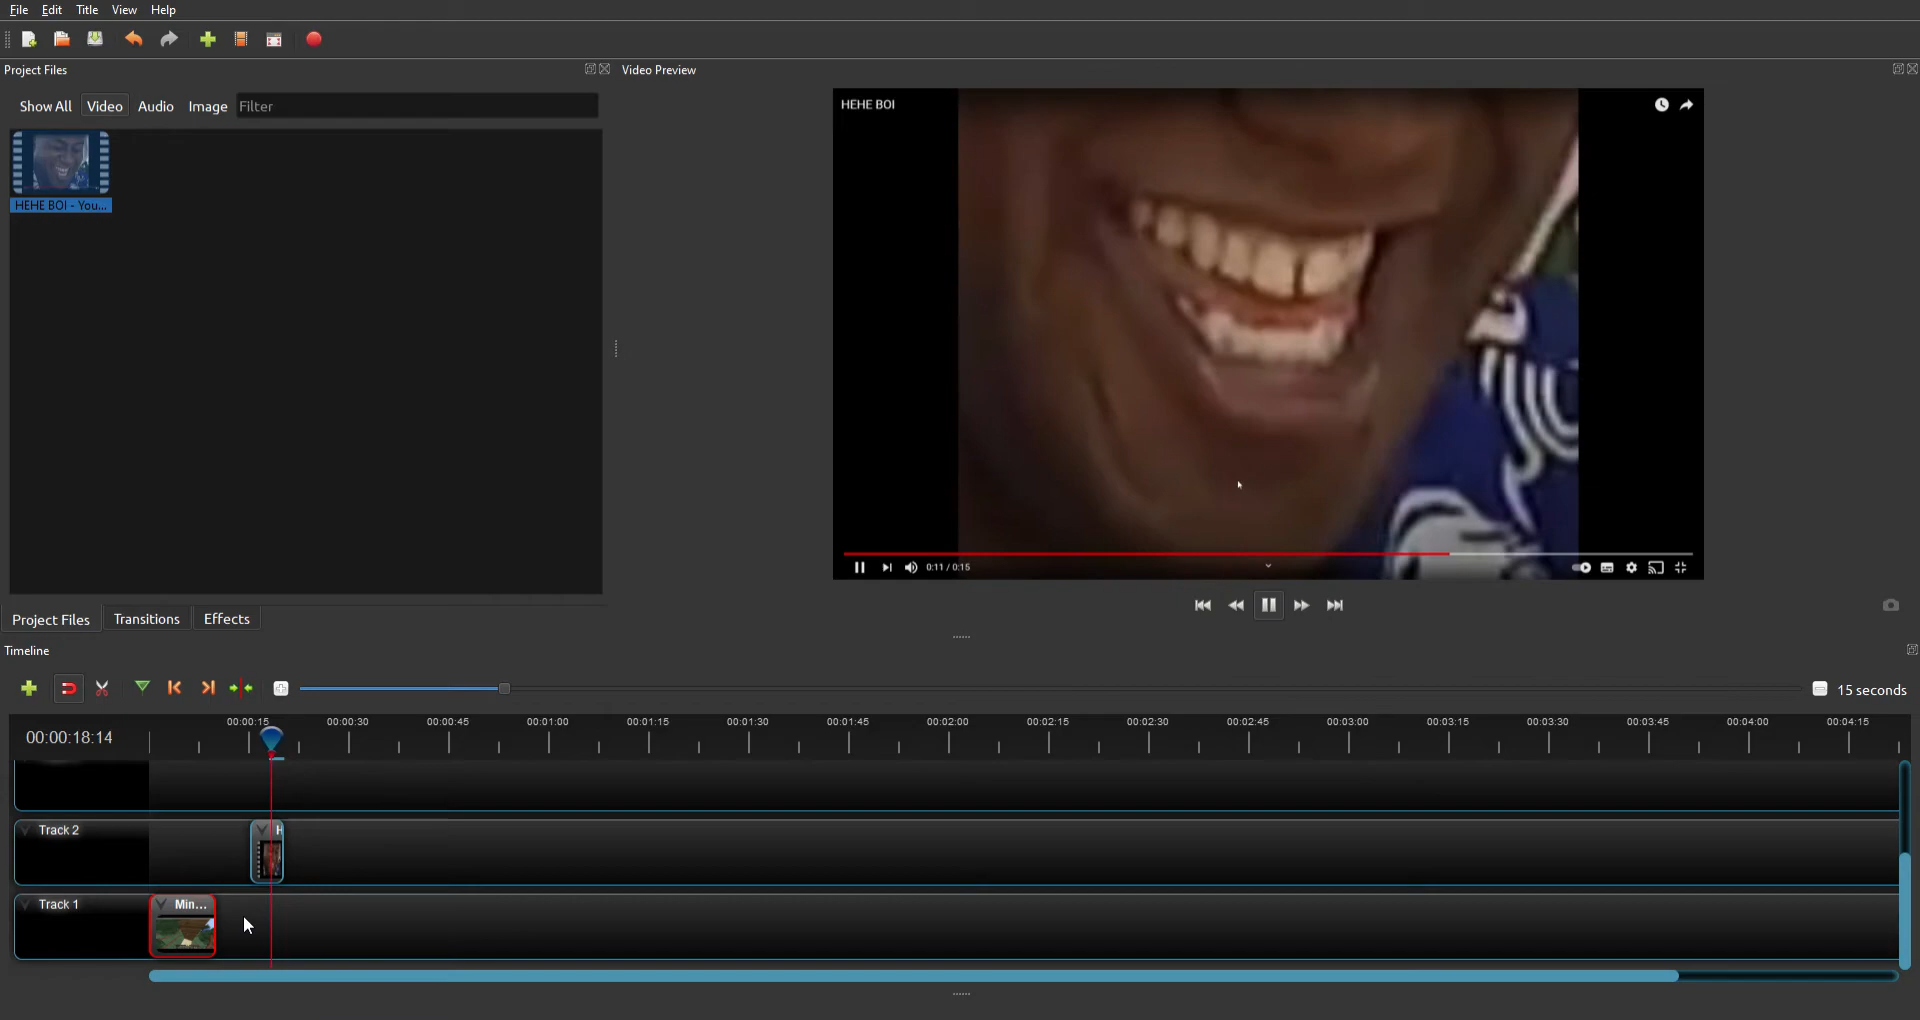 File Edit Title View Help
Project Files
Video Preview
Show All Video Audio Image Filter
HEHE BOI
HEHE BOI - You...
0:11 / 0:15
Project Files Transitions Effects
Timeline
15 seconds
00:00:18:14
00:00:15 00:00:30 00:00:45 00:01:00 00:01:15 00:01:30 00:01:45 00:02:00 00:02:15 00:02:30 00:02:45 00:03:00 00:03:15 00:03:30 00:03:45 00:04:00 00:04:15
Track 2
H
Track 1
Min...